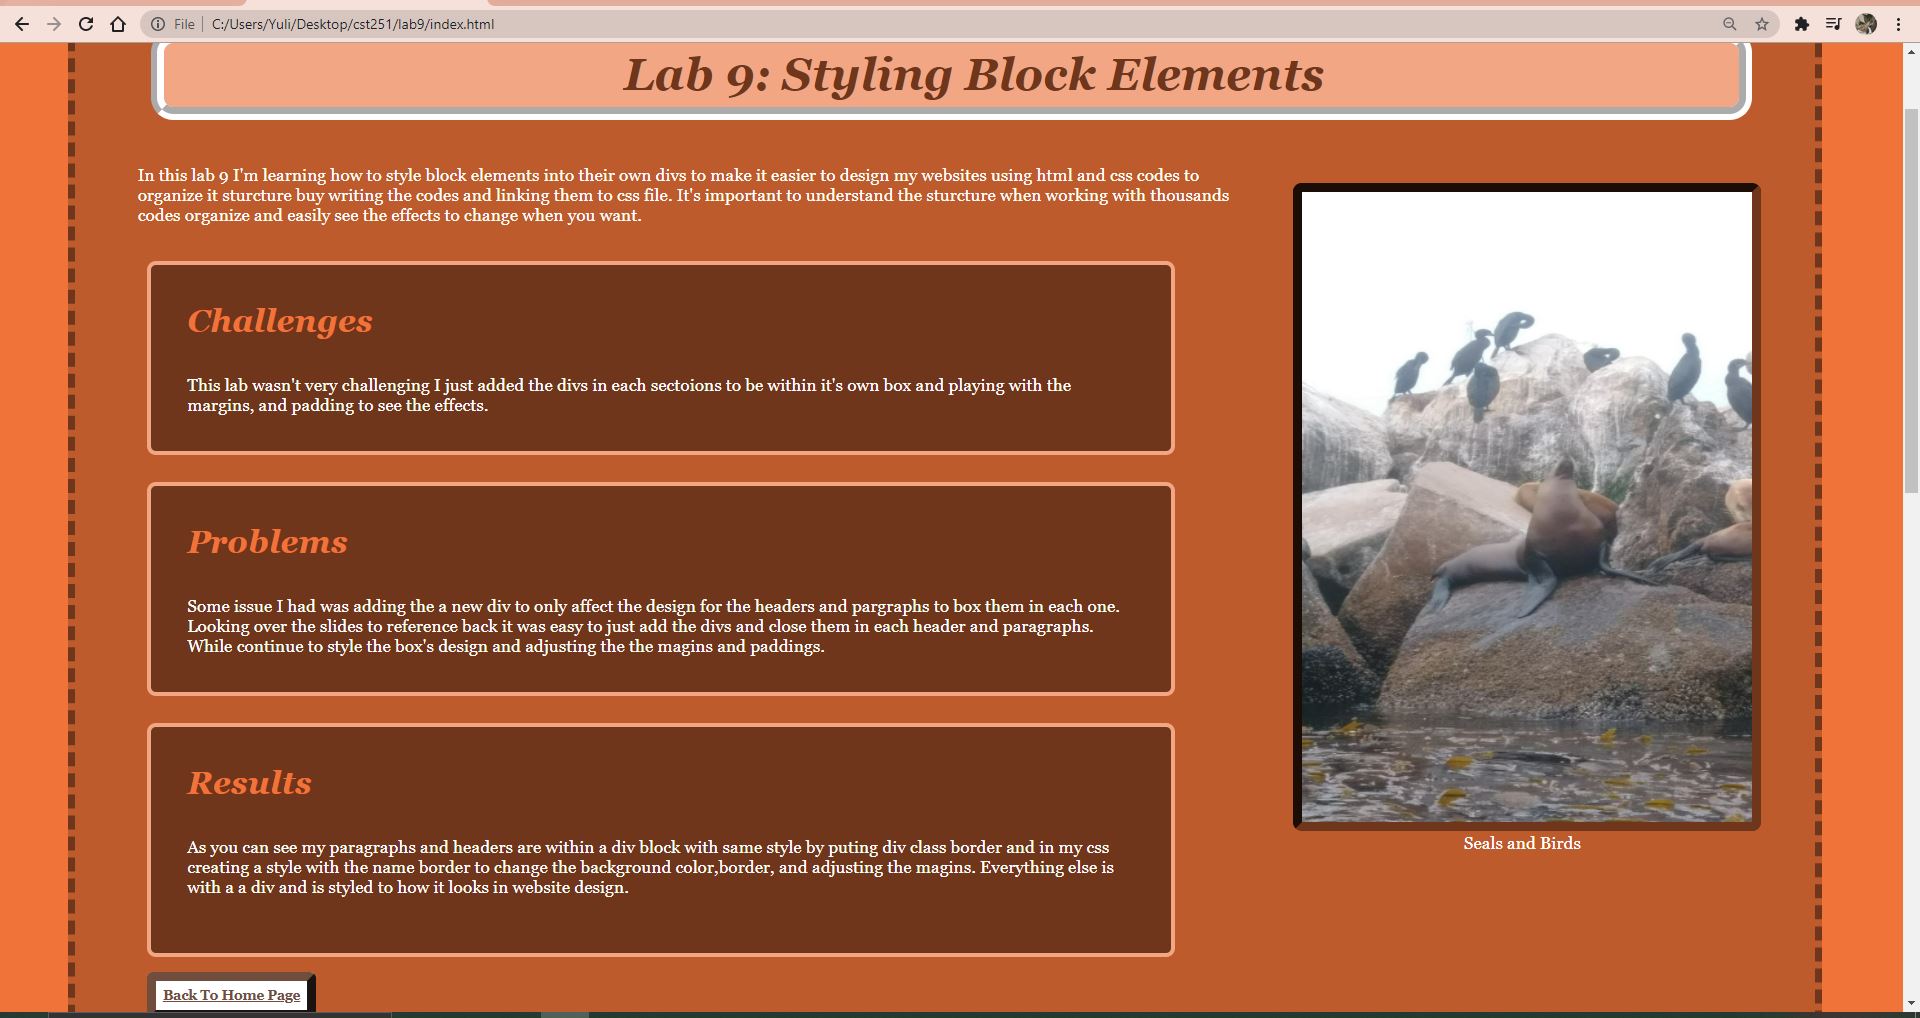 File
C:/Users/Yuli/Desktop/cst251/lab9/index.html
Lab 9: Styling Block Elements
In this lab 9 I'm learning how to style block elements into their own divs to make it easier to design my websites using html and css codes to
organize it sturcture buy writing the codes and linking them to css file. It's important to understand the sturcture when working with thousands
codes organize and easily see the effects to change when you want.
Challenges
This lab wasn't very challenging I just added the divs in each sectoions to be within it's own box and playing with the
margins, and padding to see the effects.
Problems
Some issue I had was adding the a new div to only affect the design for the headers and pargraphs to box them in each one.
Looking over the slides to reference back it was easy to just add the divs and close them in each header and paragraphs.
While continue to style the box's design and adjusting the the magins and paddings.
Results
As you can see my paragraphs and headers are within a div block with same style by puting div class border and in my css
creating a style with the name border to change the background color,border, and adjusting the magins. Everything else is
with a a div and is styled to how it looks in website design.
Seals and Birds
Back To Home Page